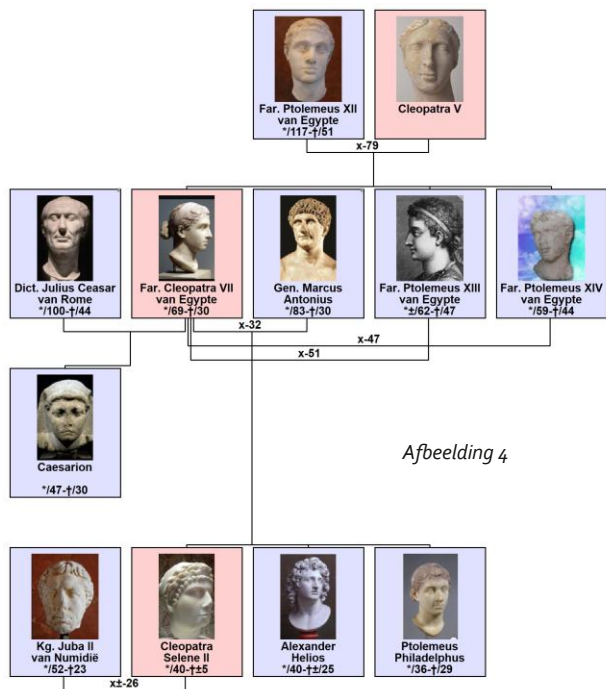 Far. Ptolemeus XII
van Egypte
*/117-†/51
Cleopatra V
x-79
Dict. Julius Ceasar
van Rome
*/100-†/44
Far. Cleopatra VII
van Egypte
*/69-†/30
Gen. Marcus
Antonius
*/83-†/30
Far. Ptolemeus XIII
van Egypte
*±/62-†/47
Far. Ptolemeus XIV
van Egypte
*/59-†/44
x-32
x-47
x-51
Caesarion
*/47-†/30
Afbeelding 4
Kg. Juba II
van Numidië
*/52-†23
Cleopatra
Selene II
*/40-†±5
Alexander
Helios
*/40-†±/25
Ptolemeus
Philadelphus
*/36-†/29
x±-26